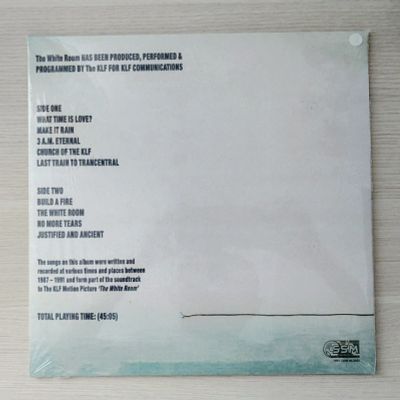 The White Room HAS BEEN PRODUCED, PERFORMED &
PROGRAMMED BY The KLF FOR KLF COMMUNICATIONS
SIDE ONE
WHAT TIME IS LOVE?
MAKE IT RAIN
3 A.M. ETERNAL
CHURCH OF THE KLF
LAST TRAIN TO TRANCENTRAL
SIDE TWO
BUILD A FIRE
THE WHITE ROOM
NO MORE TEARS
JUSTIFIED AND ANCIENT
The songs on this album were written and
recorded at various times and places between
1987 – 1991 and form part of the soundtrack
to The KLF Motion Picture 'The White Room'
TOTAL PLAYING TIME: (45:05)